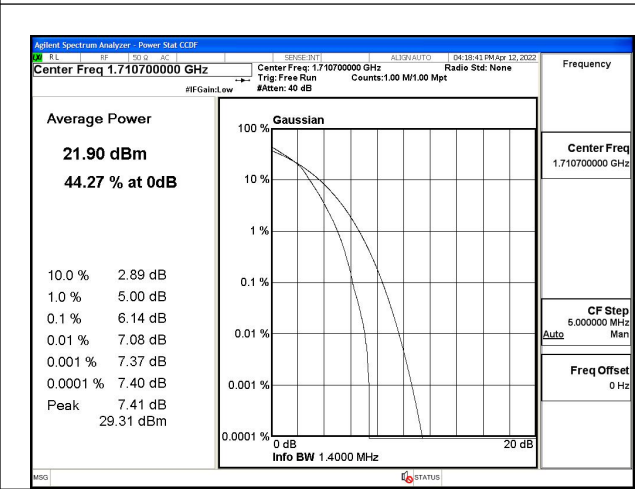 Agilent Spectrum Analyzer - Power Stat CCDF
RL RF 50 Ω AC SENSE:INT ALIGN AUTO 04:18:41 PM Apr 12, 2022
Center Freq 1.710700000 GHz
Center Freq: 1.710700000 GHz Radio Std: None
Trig: Free Run Counts:1.00 M/1.00 Mpt
#IFGain:Low #Atten: 40 dB
Frequency
Average Power
21.90 dBm
44.27 % at 0dB
10.0 % 2.89 dB
1.0 % 5.00 dB
0.1 % 6.14 dB
0.01 % 7.08 dB
0.001 % 7.37 dB
0.0001 % 7.40 dB
Peak 7.41 dB
29.31 dBm
Gaussian
100 %
10 %
1 %
0.1 %
0.01 %
0.001 %
0.0001 %
0 dB 20 dB
Info BW 1.4000 MHz
Center Freq
1.710700000 GHz
CF Step
5.000000 MHz
Auto Man
Freq Offset
0 Hz
MSG STATUS